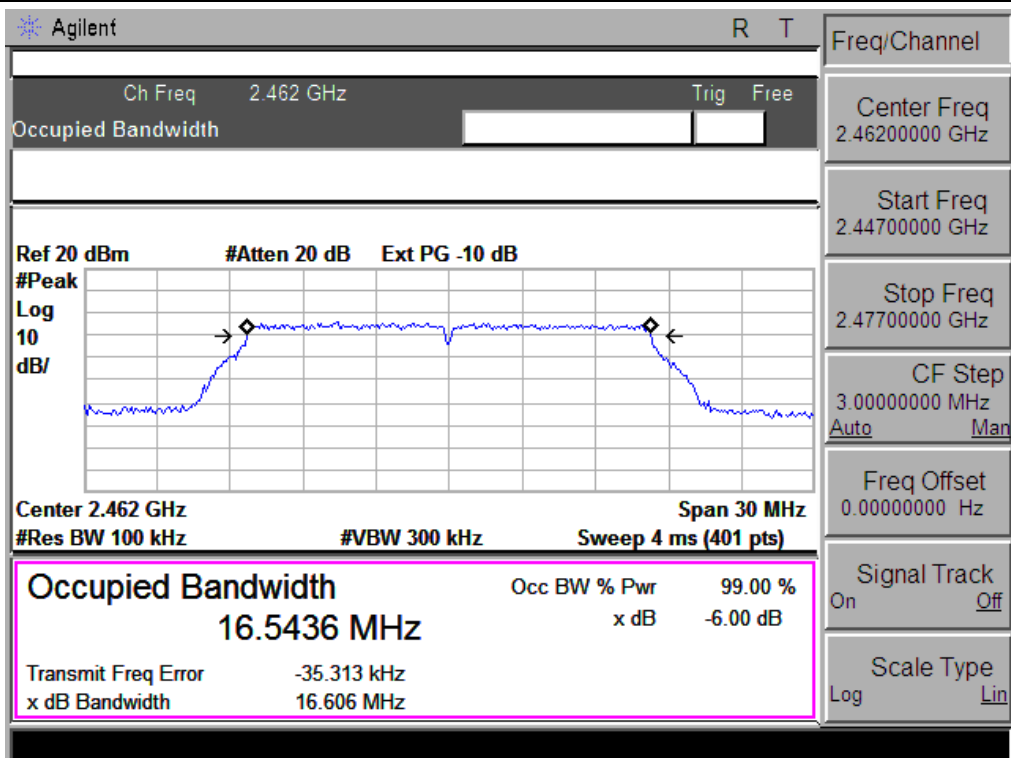 Agilent R T
Ch Freq 2.462 GHz Trig Free
Occupied Bandwidth
Ref 20 dBm #Atten 20 dB Ext PG -10 dB
#Peak
Log
10
dB/
Center 2.462 GHz Span 30 MHz
#Res BW 100 kHz #VBW 300 kHz Sweep 4 ms (401 pts)
Occupied Bandwidth Occ BW % Pwr 99.00 %
16.5436 MHz x dB -6.00 dB
Transmit Freq Error -35.313 kHz
x dB Bandwidth 16.606 MHz
Freq/Channel
Center Freq
2.46200000 GHz
Start Freq
2.44700000 GHz
Stop Freq
2.47700000 GHz
CF Step
3.00000000 MHz
Auto Man
Freq Offset
0.00000000 Hz
Signal Track
On Off
Scale Type
Log Lin